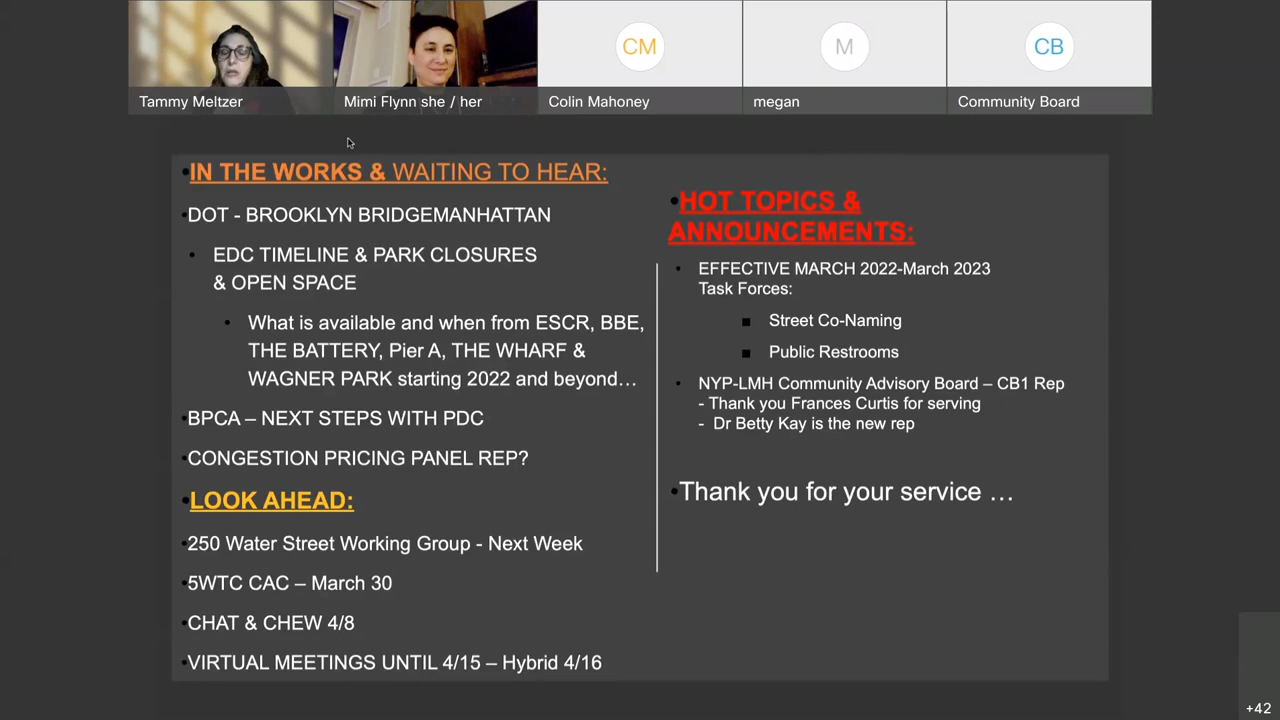 CM
M
CB
Tammy Meltzer
Mimi Flynn she / her
Colin Mahoney
megan
Community Board
•IN THE WORKS & WAITING TO HEAR:
•DOT - BROOKLYN BRIDGEMANHATTAN
• EDC TIMELINE & PARK CLOSURES
& OPEN SPACE
• What is available and when from ESCR, BBE,
THE BATTERY, Pier A, THE WHARF &
WAGNER PARK starting 2022 and beyond…
•BPCA – NEXT STEPS WITH PDC
•CONGESTION PRICING PANEL REP?
•LOOK AHEAD:
•250 Water Street Working Group - Next Week
•5WTC CAC – March 30
•CHAT & CHEW 4/8
•VIRTUAL MEETINGS UNTIL 4/15 – Hybrid 4/16
•HOT TOPICS &
ANNOUNCEMENTS:
• EFFECTIVE MARCH 2022-March 2023
Task Forces:
■ Street Co-Naming
■ Public Restrooms
• NYP-LMH Community Advisory Board – CB1 Rep
- Thank you Frances Curtis for serving
- Dr Betty Kay is the new rep
•Thank you for your service …
+42